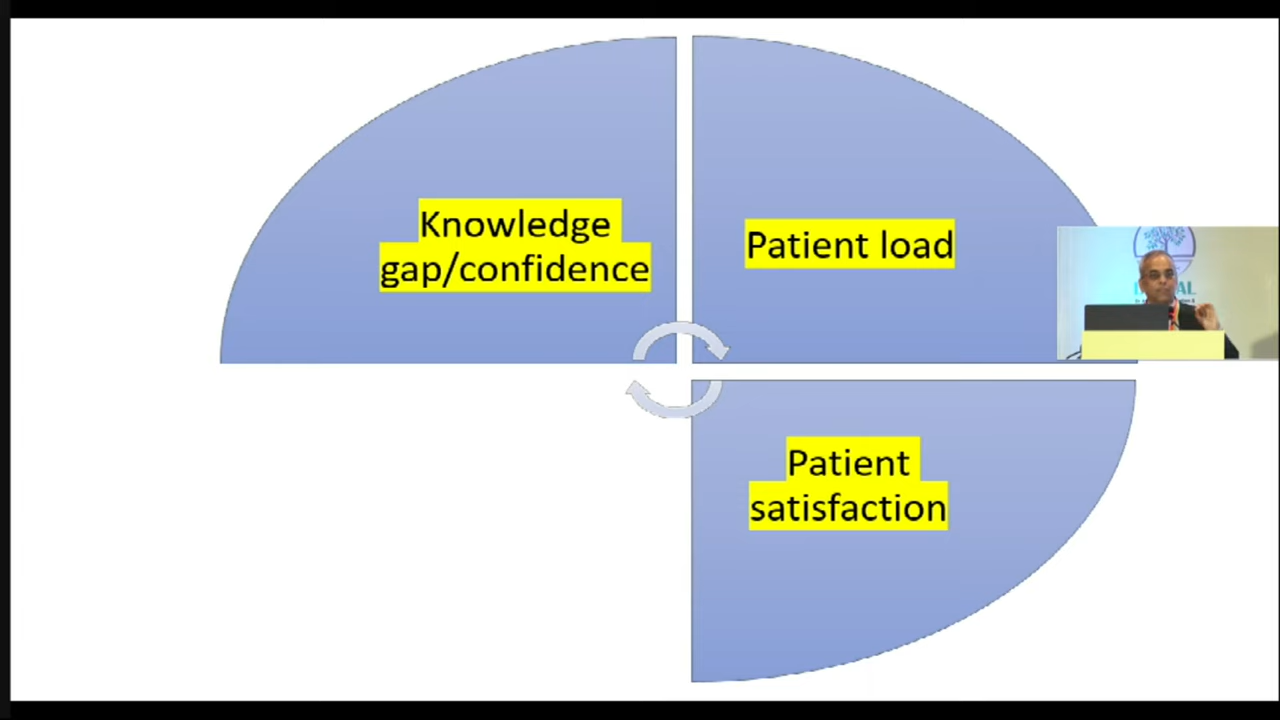 Knowledge
gap/confidence
Patient load
Patient
satisfaction